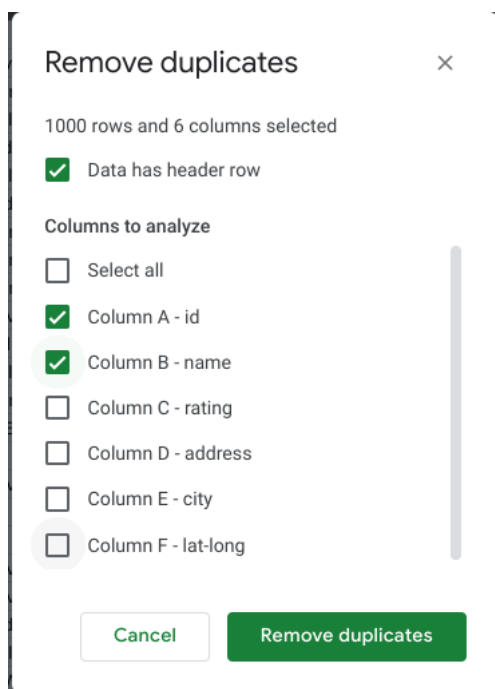 Remove duplicates
1000 rows and 6 columns selected
Data has header row
Columns to analyze
Select all
Column A - id
Column B - name
Column C - rating
Column D - address
Column E - city
Column F - lat-long
Cancel
Remove duplicates